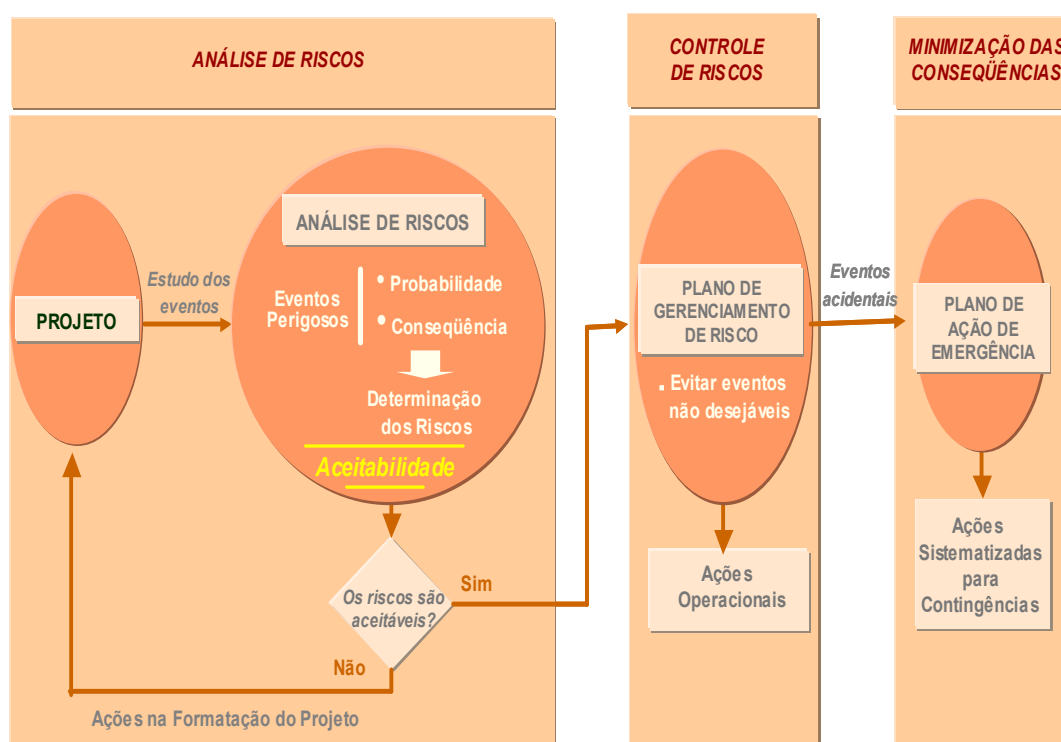 ANÁLISE DE RISCOS
CONTROLE
DE RISCOS
MINIMIZAÇÃO DAS
CONSEQÜÊNCIAS
PROJETO
Estudo dos
eventos
ANÁLISE DE RISCOS
Eventos
Perigosos
• Probabilidade
• Conseqüência
Determinação
dos Riscos
Aceitabilidade
Os riscos são
aceitáveis?
Sim
Não
Ações na Formatação do Projeto
PLANO DE
GERENCIAMENTO
DE RISCO
. Evitar eventos
não desejáveis
Ações
Operacionais
Eventos
acidentais
PLANO DE
AÇÃO DE
EMERGÊNCIA
Ações
Sistematizadas
para
Contingências